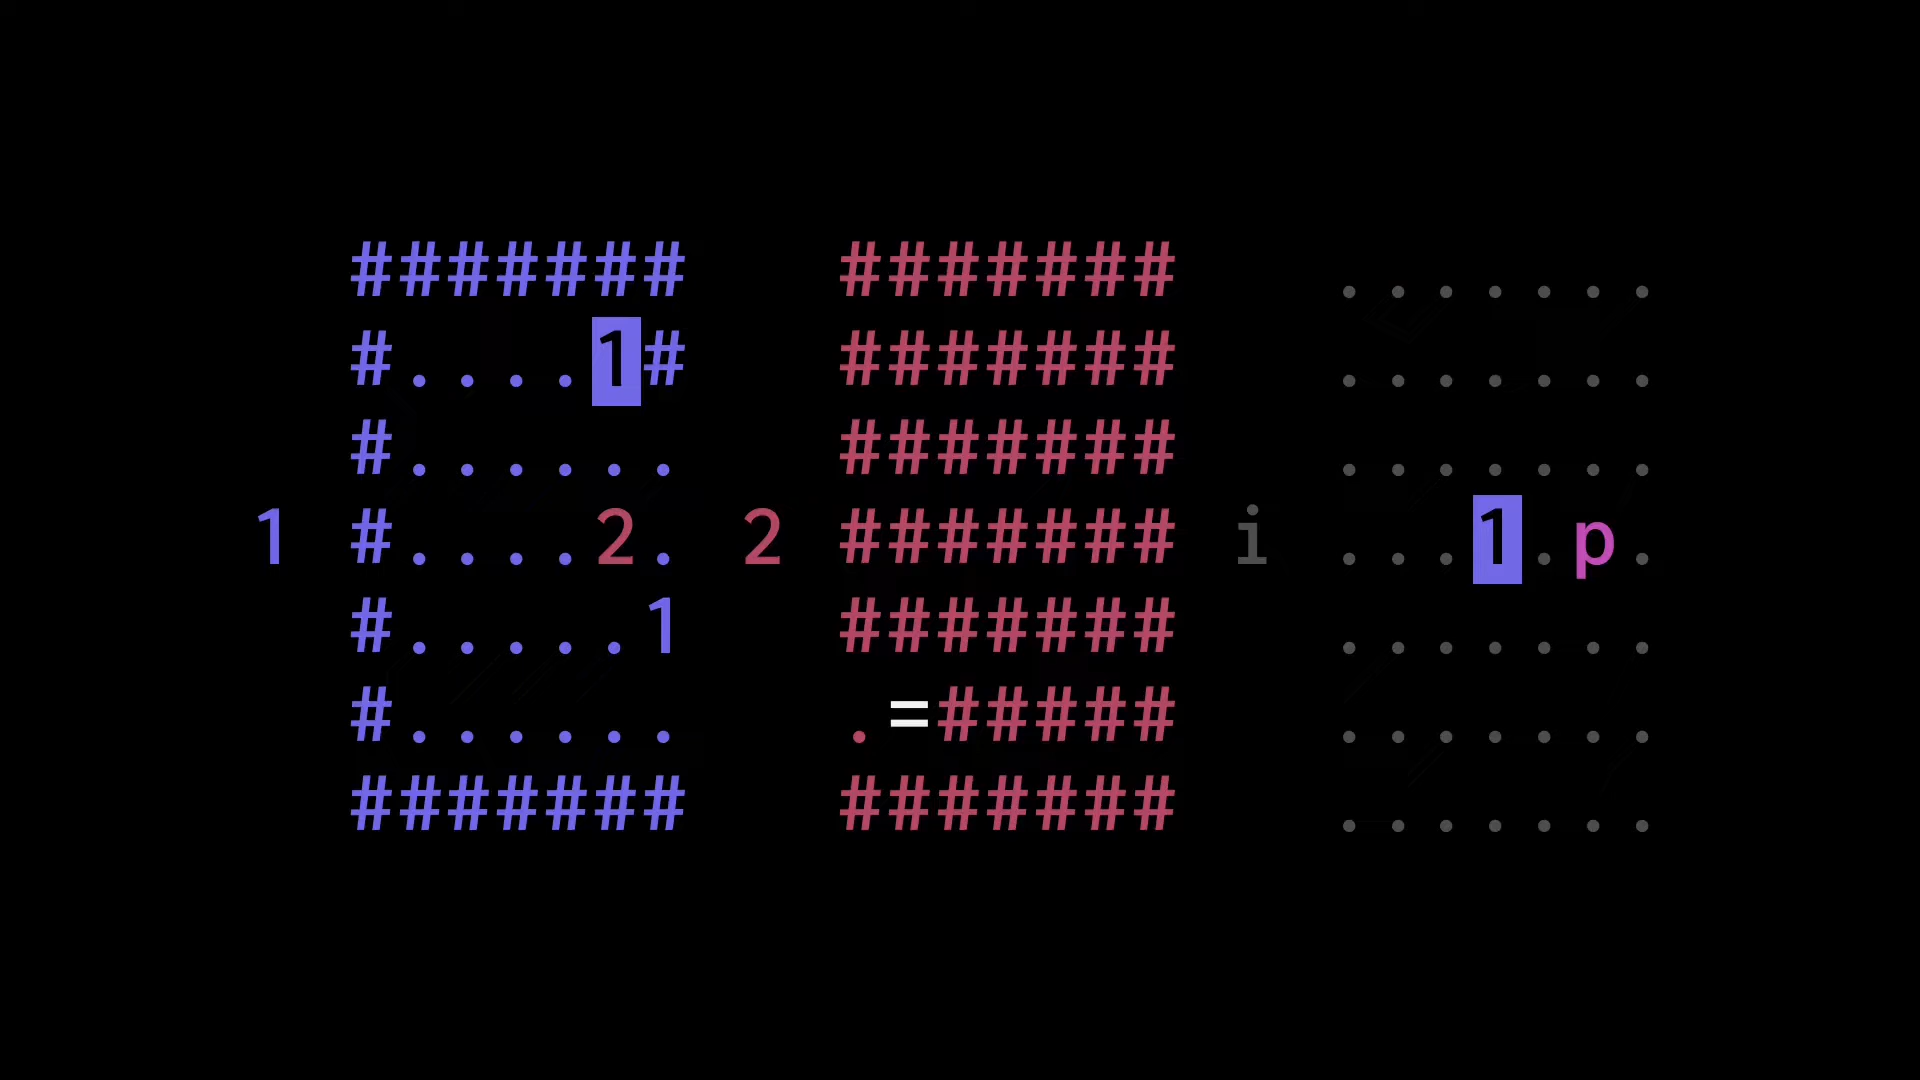 #######   #######
#....1#   #######   .......
#......   #######   .......
1 #....2. 2 #######   .......
#.....1   #######   i ...1.p.
#......   .=#####   .......
#######   #######   .......